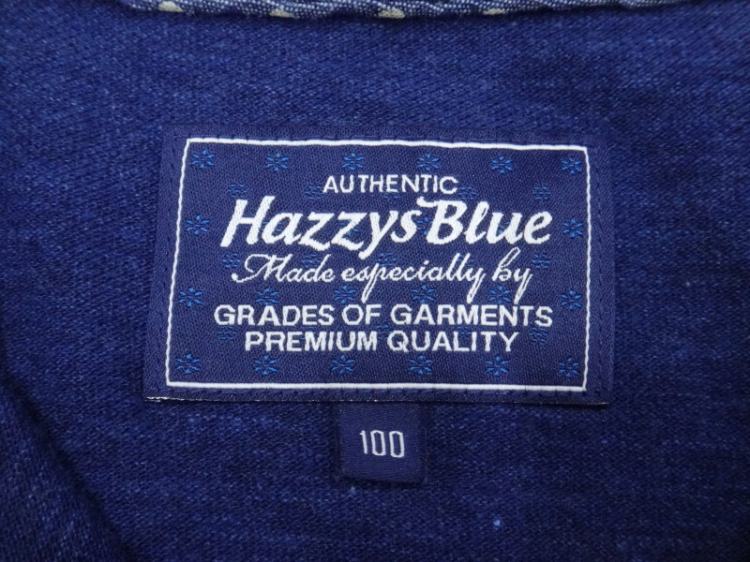 AUTHENTIC
Hazzys Blue
Made especially by
GRADES OF GARMENTS
PREMIUM QUALITY
100